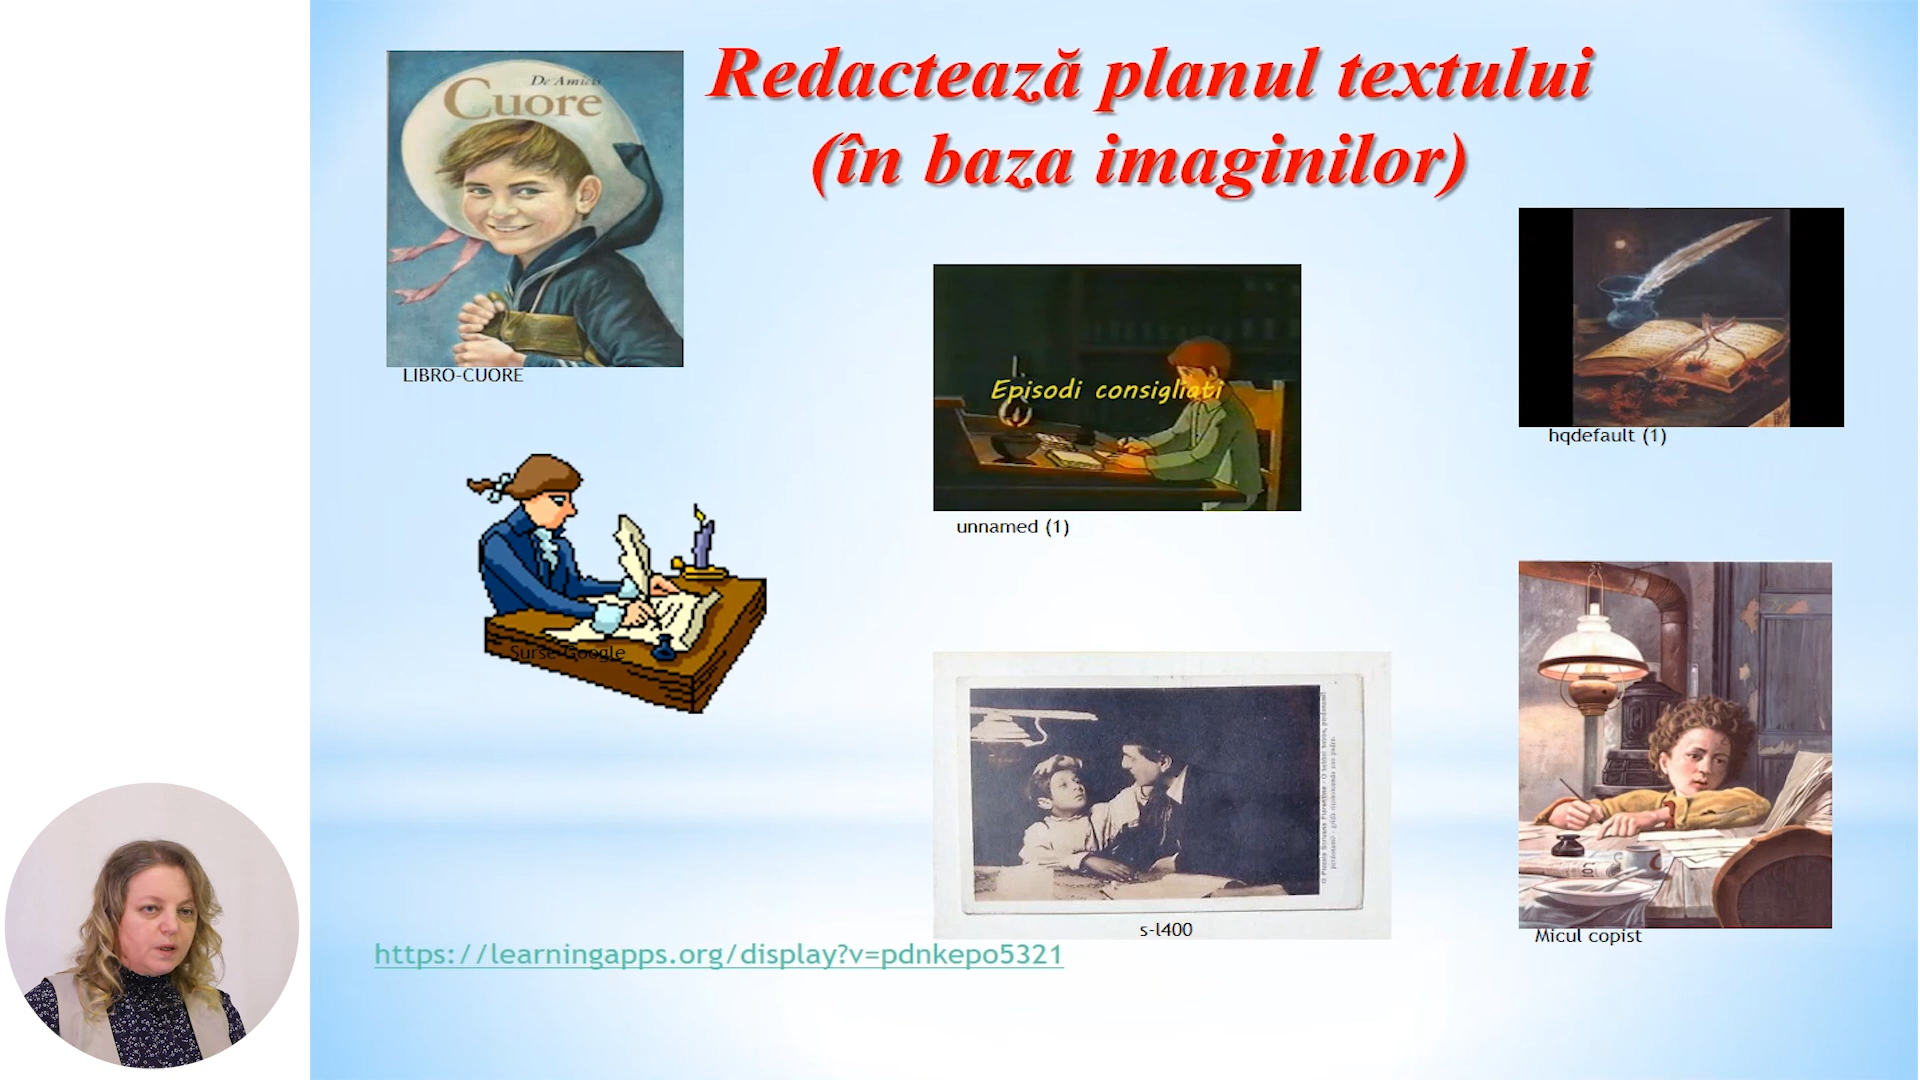 Redactează planul textului
(în baza imaginilor)
De Amicis
Cuore
LIBRO-CUORE
Episodi consigliati
unnamed (1)
hqdefault (1)
Surse-Google
s-l400
Micul copist
https://learningapps.org/display?v=pdnkepo5321